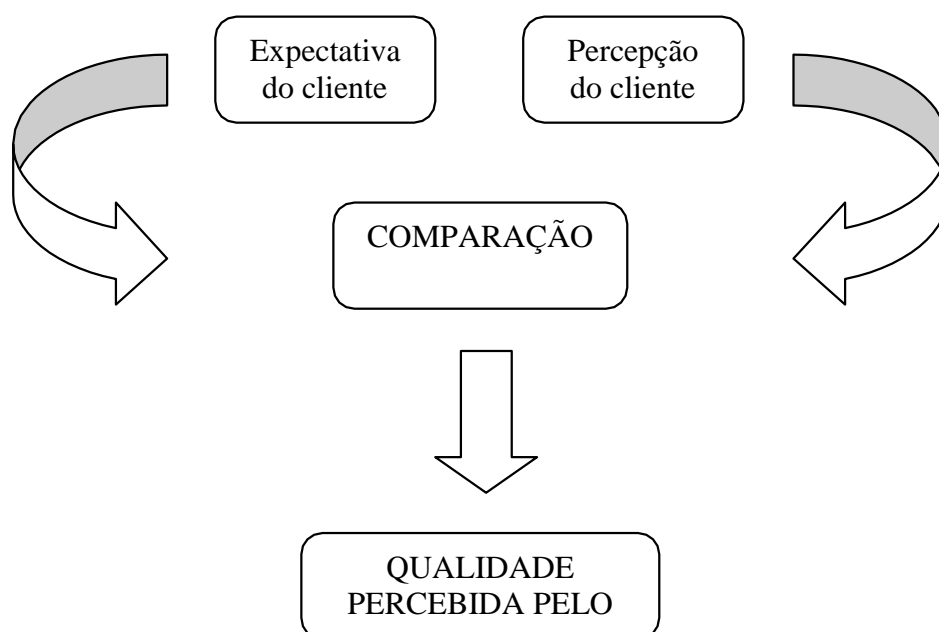 Expectativa
do cliente
Percepção
do cliente
COMPARAÇÃO
QUALIDADE
PERCEBIDA PELO